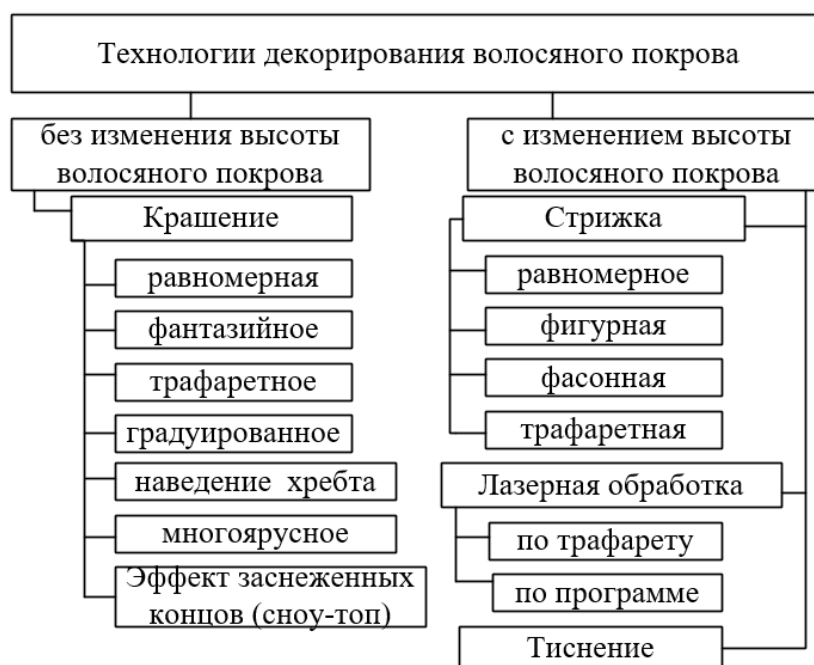 Технологии декорирования волосяного покрова
без изменения высоты
волосяного покрова
Крашение
равномерная
фантазийное
трафаретное
градуированное
наведение хребта
многоярусное
Эффект заснеженных
концов (сноу-топ)
с изменением высоты
волосяного покрова
Стрижка
равномерное
фигурная
фасонная
трафаретная
Лазерная обработка
по трафарету
по программе
Тиснение